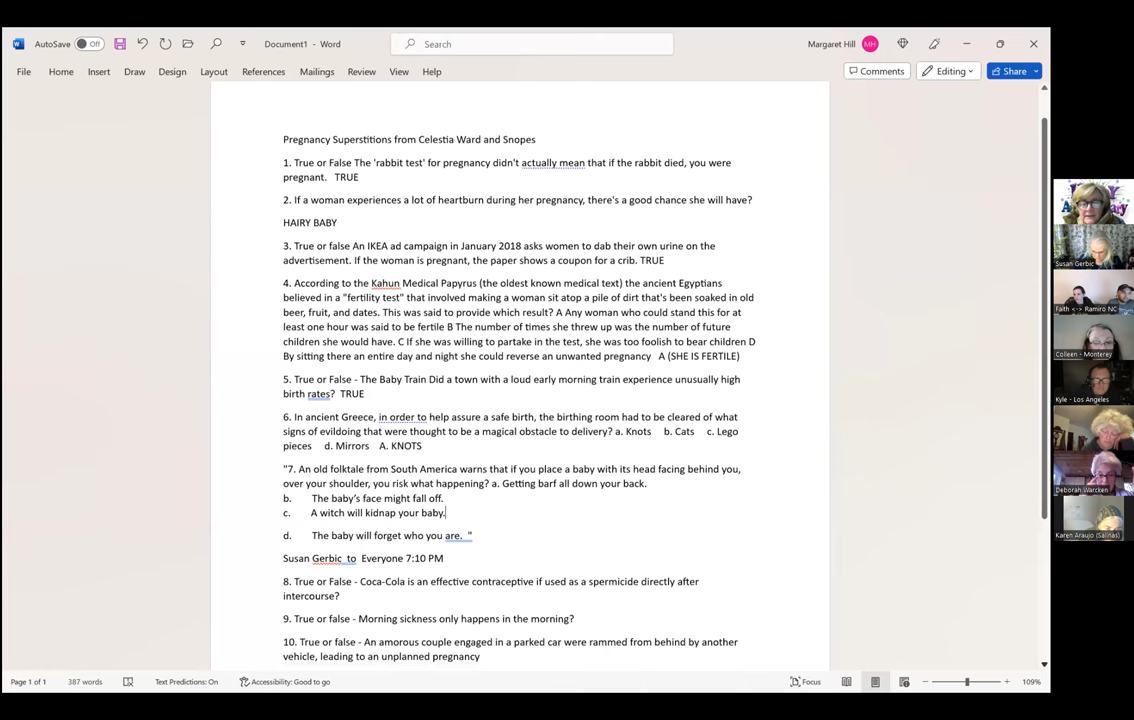 AutoSave Off Document1 - Word Search Margaret Hill MH
File Home Insert Draw Design Layout References Mailings Review View Help Comments Editing Share
Pregnancy Superstitions from Celestia Ward and Snopes
1. True or False The 'rabbit test' for pregnancy didn't actually mean that if the rabbit died, you were
pregnant. TRUE
2. If a woman experiences a lot of heartburn during her pregnancy, there's a good chance she will have?
HAIRY BABY
3. True or false An IKEA ad campaign in January 2018 asks women to dab their own urine on the
advertisement. If the woman is pregnant, the paper shows a coupon for a crib. TRUE
4. According to the Kahun Medical Papyrus (the oldest known medical text) the ancient Egyptians
believed in a "fertility test" that involved making a woman sit atop a pile of dirt that's been soaked in old
beer, fruit, and dates. This was said to provide which result? A Any woman who could stand this for at
least one hour was said to be fertile B The number of times she threw up was the number of future
children she would have. C If she was willing to partake in the test, she was too foolish to bear children D
By sitting there an entire day and night she could reverse an unwanted pregnancy A (SHE IS FERTILE)
5. True or False - The Baby Train Did a town with a loud early morning train experience unusually high
birth rates? TRUE
6. In ancient Greece, in order to help assure a safe birth, the birthing room had to be cleared of what
signs of evildoing that were thought to be a magical obstacle to delivery? a. Knots b. Cats c. Lego
pieces d. Mirrors A. KNOTS
"7. An old folktale from South America warns that if you place a baby with its head facing behind you,
over your shoulder, you risk what happening? a. Getting barf all down your back.
b. The baby's face might fall off.
c. A witch will kidnap your baby.
d. The baby will forget who you are. "
Susan Gerbic to Everyone 7:10 PM
8. True or False - Coca-Cola is an effective contraceptive if used as a spermicide directly after
intercourse?
9. True or false - Morning sickness only happens in the morning?
10. True or false - An amorous couple engaged in a parked car were rammed from behind by another
vehicle, leading to an unplanned pregnancy
Page 1 of 1 387 words Text Predictions: On Accessibility: Good to go Focus 109%
Susan Gerbic
Faith <-> Ramiro NC
Colleen - Monterey
Kyle - Los Angeles
Deborah Warcken
Karen Araujo (Salinas)